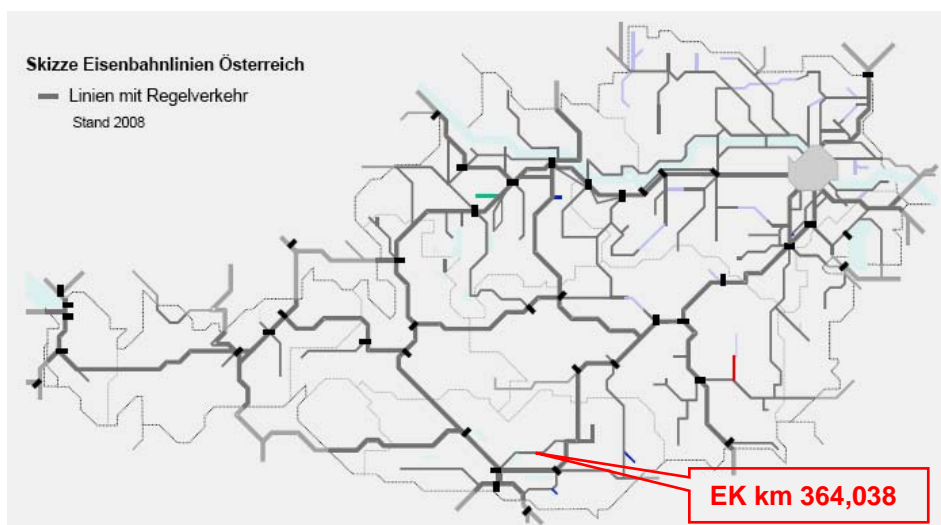 Skizze Eisenbahnlinien Österreich
Linien mit Regelverkehr
Stand 2008
EK km 364,038